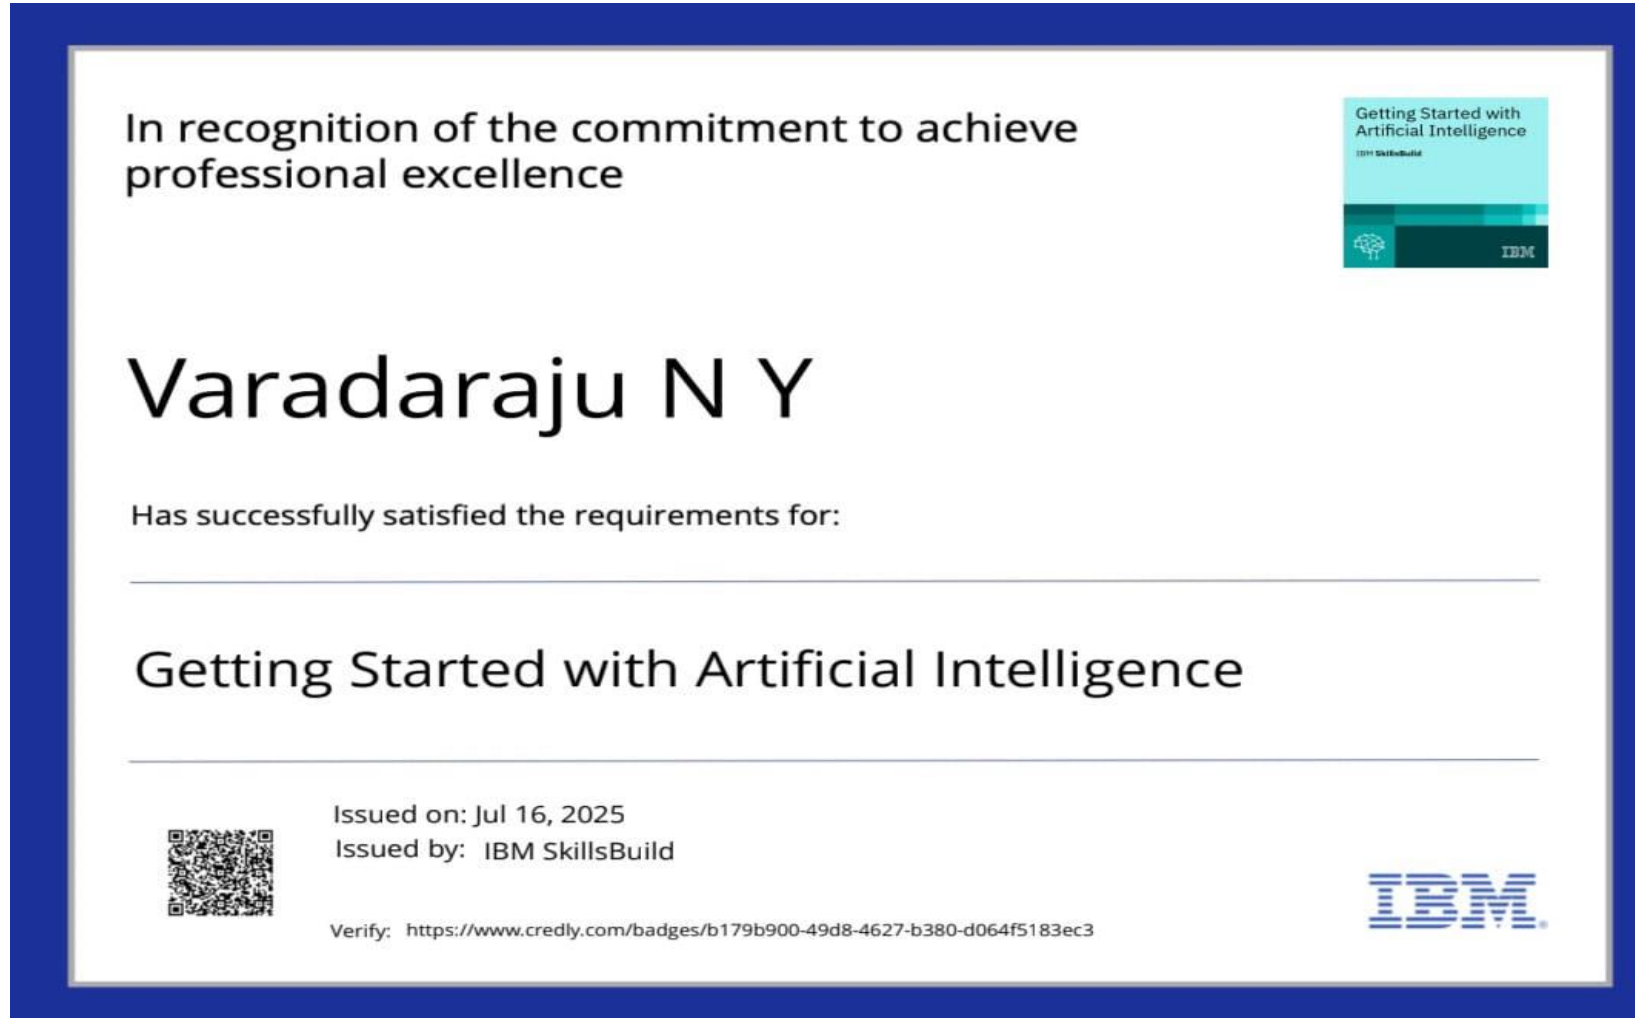 In recognition of the commitment to achieve
professional excellence
Getting Started with
Artificial Intelligence
IBM SkillsBuild
IBM
Varadaraju N Y
Has successfully satisfied the requirements for:
Getting Started with Artificial Intelligence
Issued on: Jul 16, 2025
Issued by: IBM SkillsBuild
Verify: https://www.credly.com/badges/b179b900-49d8-4627-b380-d064f5183ec3
IBM